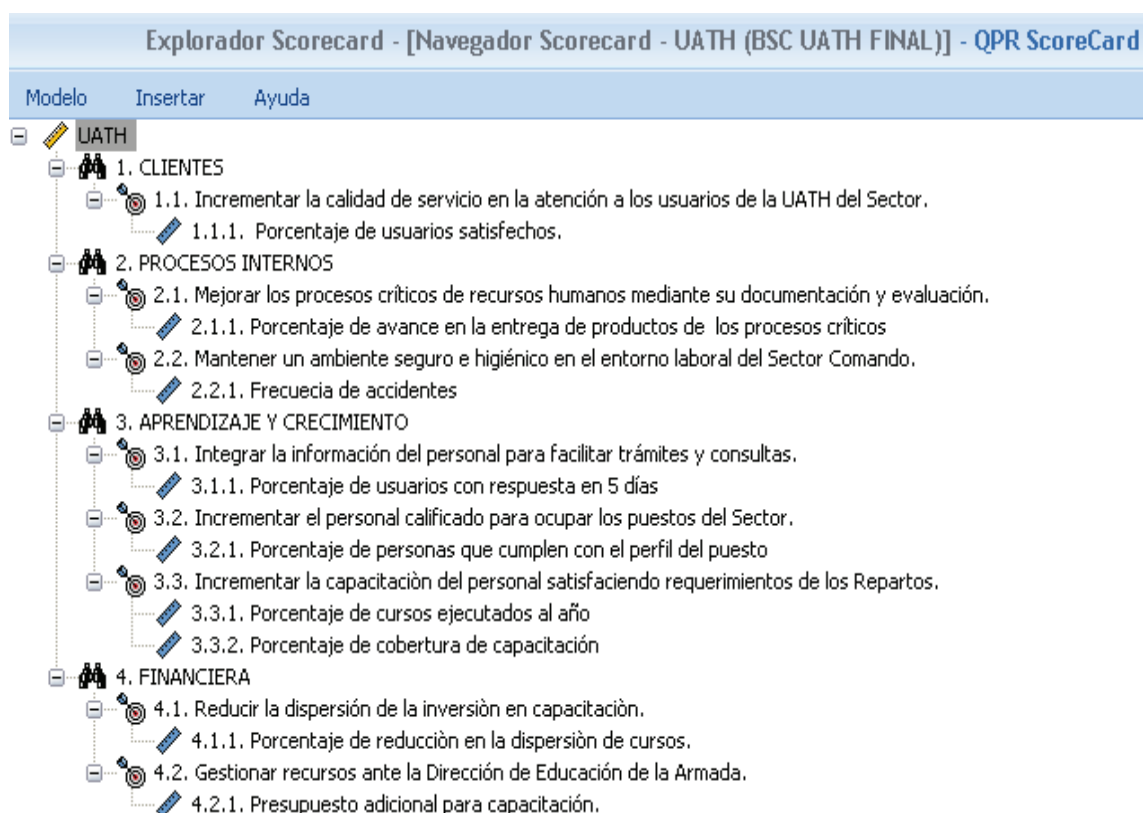 Explorador Scorecard - [Navegador Scorecard - UATH (BSC UATH FINAL)] - QPR ScoreCard
Modelo Insertar Ayuda
UATH
1. CLIENTES
1.1. Incrementar la calidad de servicio en la atención a los usuarios de la UATH del Sector.
1.1.1. Porcentaje de usuarios satisfechos.
2. PROCESOS INTERNOS
2.1. Mejorar los procesos críticos de recursos humanos mediante su documentación y evaluación.
2.1.1. Porcentaje de avance en la entrega de productos de los procesos críticos
2.2. Mantener un ambiente seguro e higiénico en el entorno laboral del Sector Comando.
2.2.1. Frecuecia de accidentes
3. APRENDIZAJE Y CRECIMIENTO
3.1. Integrar la información del personal para facilitar trámites y consultas.
3.1.1. Porcentaje de usuarios con respuesta en 5 días
3.2. Incrementar el personal calificado para ocupar los puestos del Sector.
3.2.1. Porcentaje de personas que cumplen con el perfil del puesto
3.3. Incrementar la capacitaciòn del personal satisfaciendo requerimientos de los Repartos.
3.3.1. Porcentaje de cursos ejecutados al año
3.3.2. Porcentaje de cobertura de capacitación
4. FINANCIERA
4.1. Reducir la dispersión de la inversiòn en capacitaciòn.
4.1.1. Porcentaje de reducciòn en la dispersiòn de cursos.
4.2. Gestionar recursos ante la Dirección de Educación de la Armada.
4.2.1. Presupuesto adicional para capacitación.